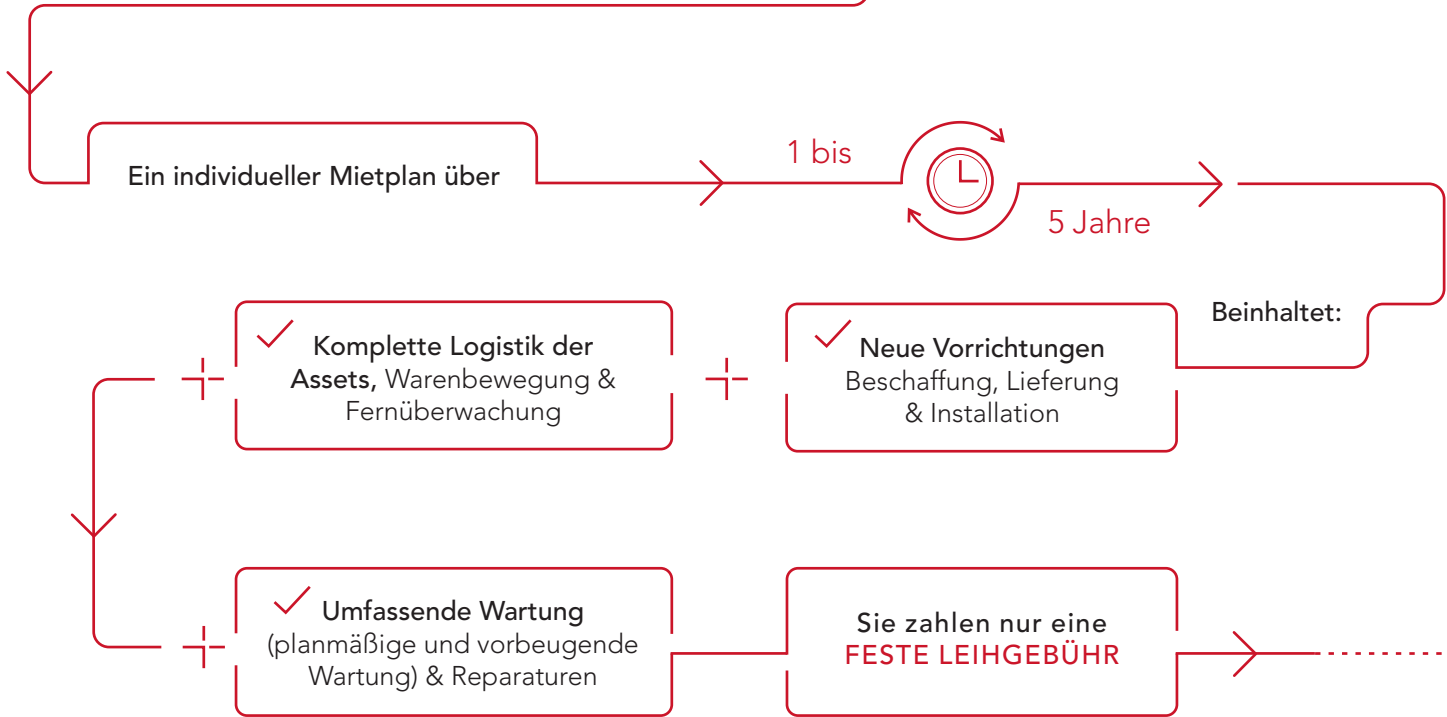 Ein individueller Mietplan über
1 bis
5 Jahre
Beinhaltet:
Neue Vorrichtungen
Beschaffung, Lieferung
& Installation
Komplette Logistik der
Assets, Warenbewegung &
Fernüberwachung
Umfassende Wartung
(planmäßige und vorbeugende
Wartung) & Reparaturen
Sie zahlen nur eine
FESTE LEIHGEBÜHR